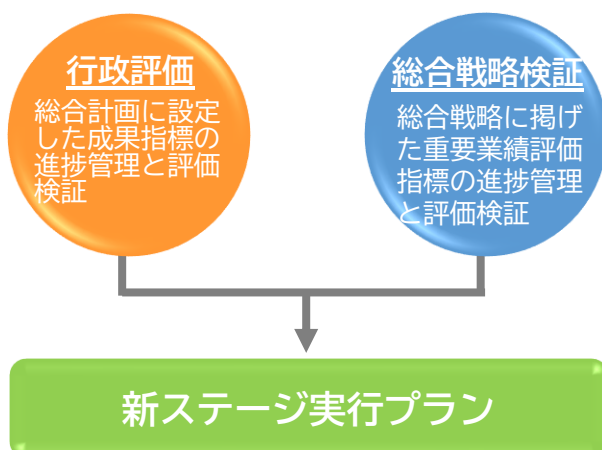 行政評価
総合計画に設定
した成果指標の
進捗管理と評価
検証
総合戦略検証
総合戦略に掲げ
た重要業績評価
指標の進捗管理
と評価検証
新ステージ実行プラン